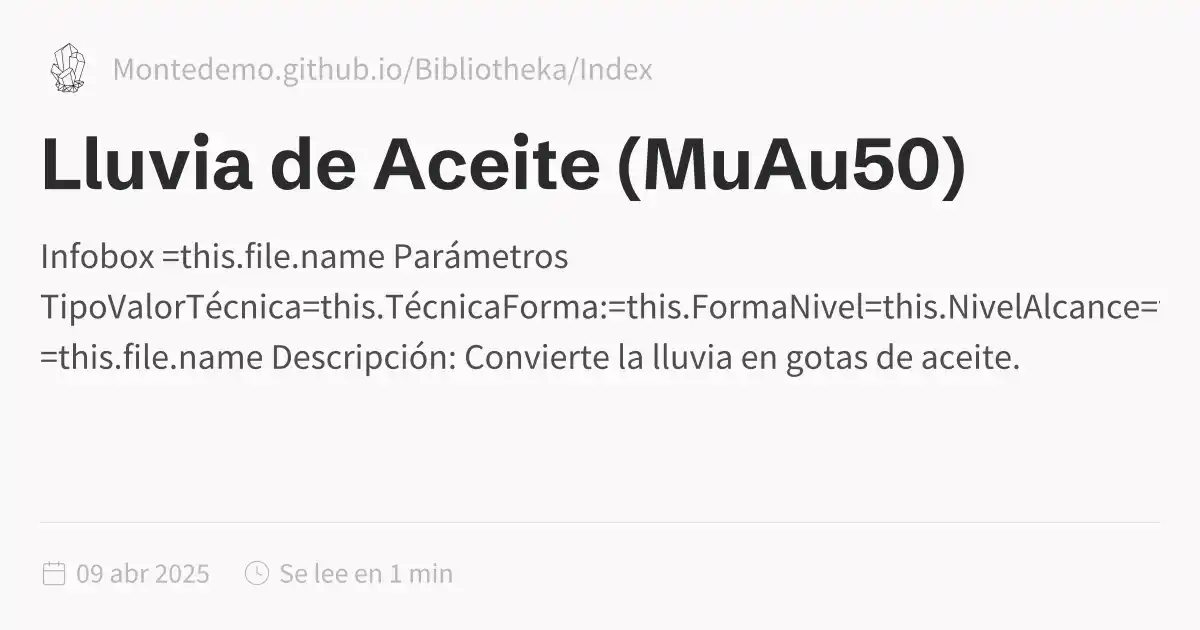 Montedemo.github.io/Bibliotheka/Index
Lluvia de Aceite (MuAu50)
Infobox =this.file.name Parámetros
TipoValorTécnica=this.TécnicaForma:=this.FormaNivel=this.NivelAlcance=
=this.file.name Descripción: Convierte la lluvia en gotas de aceite.
09 abr 2025 Se lee en 1 min